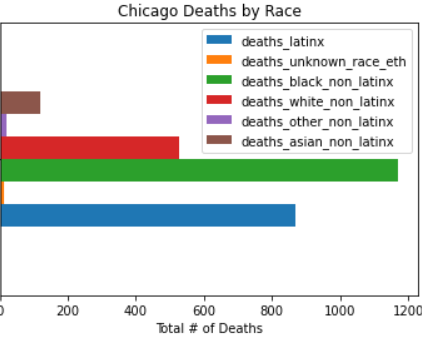 Chicago Deaths by Race
deaths_latinx
deaths_unknown_race_eth
deaths_black_non_latinx
deaths_white_non_latinx
deaths_other_non_latinx
deaths_asian_non_latinx
0 200 400 600 800 1000 1200
Total # of Deaths